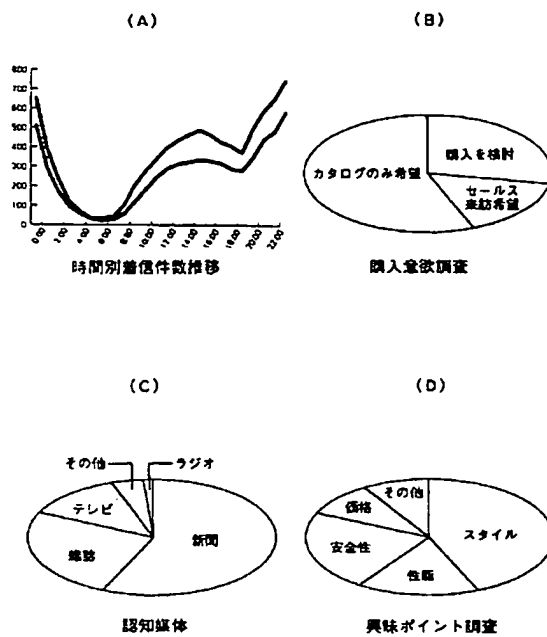 (A)
800
700
600
500
400
300
200
100
0
0:00
2:00
4:00
6:00
8:00
10:00
12:00
14:00
16:00
18:00
20:00
22:00
時間別着信件数推移
(B)
購入を検討
カタログのみ希望
セールス
来訪希望
購入意欲調査
(C)
その他
ラジオ
テレビ
新聞
雑誌
認知媒体
(D)
その他
価格
スタイル
安全性
性能
興味ポイント調査